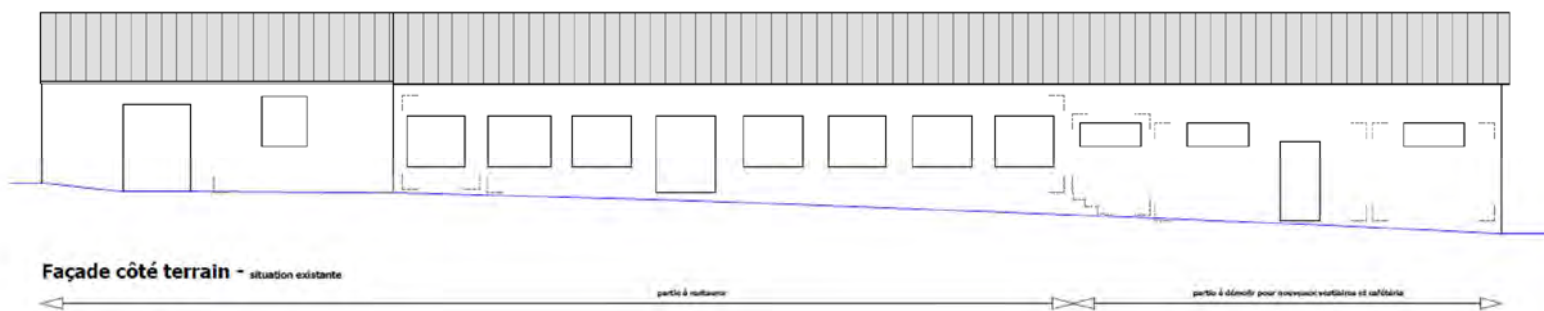 Façade côté terrain - situation existante
partie à restaurer
partie à démolir pour nouveaux vestiaires et cafétéria